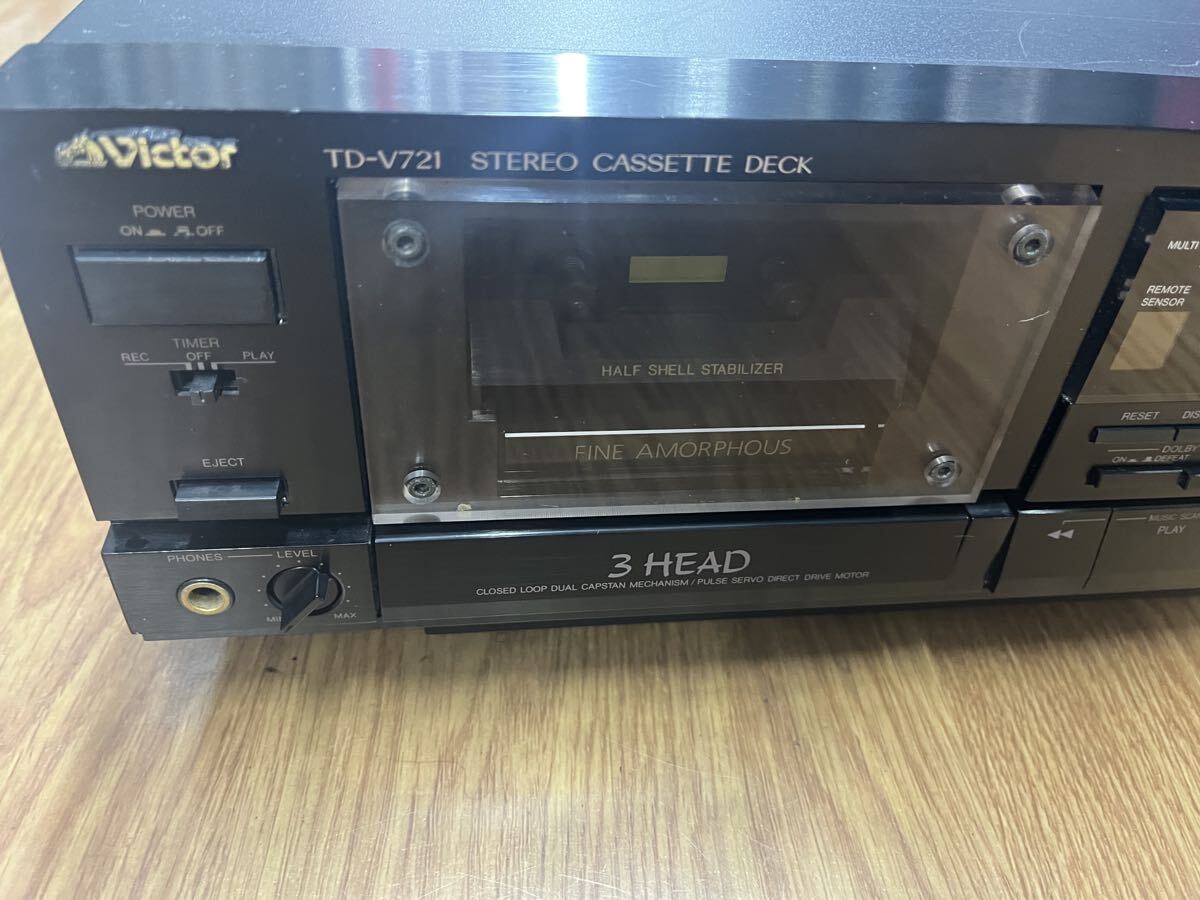 Victor
TD-V721 STEREO CASSETTE DECK
POWER
ON OFF
TIMER
REC OFF PLAY
EJECT
PHONES LEVEL
MAX
HALF SHELL STABILIZER
FINE AMORPHOUS
3 HEAD
CLOSED LOOP DUAL CAPSTAN MECHANISM / PULSE SERVO DIRECT DRIVE MOTOR
MULTI
REMOTE
SENSOR
RESET
DOLBY
ON DEFEAT
PLAY